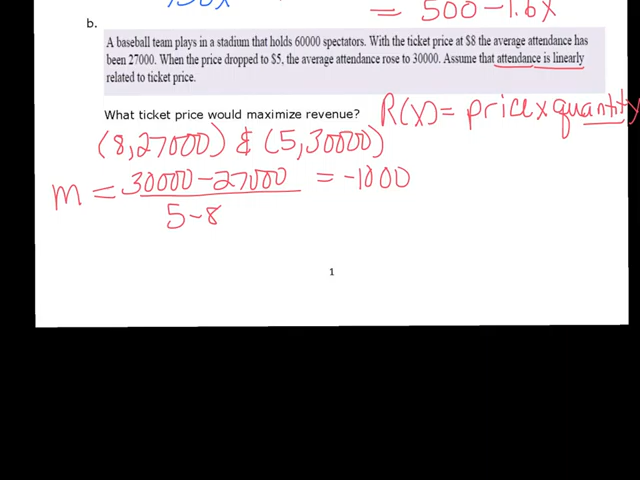 = 500-1.6x
b.
A baseball team plays in a stadium that holds 60000 spectators. With the ticket price at $8 the average attendance has
been 27000. When the price dropped to $5, the average attendance rose to 30000. Assume that attendance is linearly
related to ticket price.
What ticket price would maximize revenue? R(x) = price x quantity
(8,27000) & (5,30000)
m = 30000-27000 = -1000
5-8
1